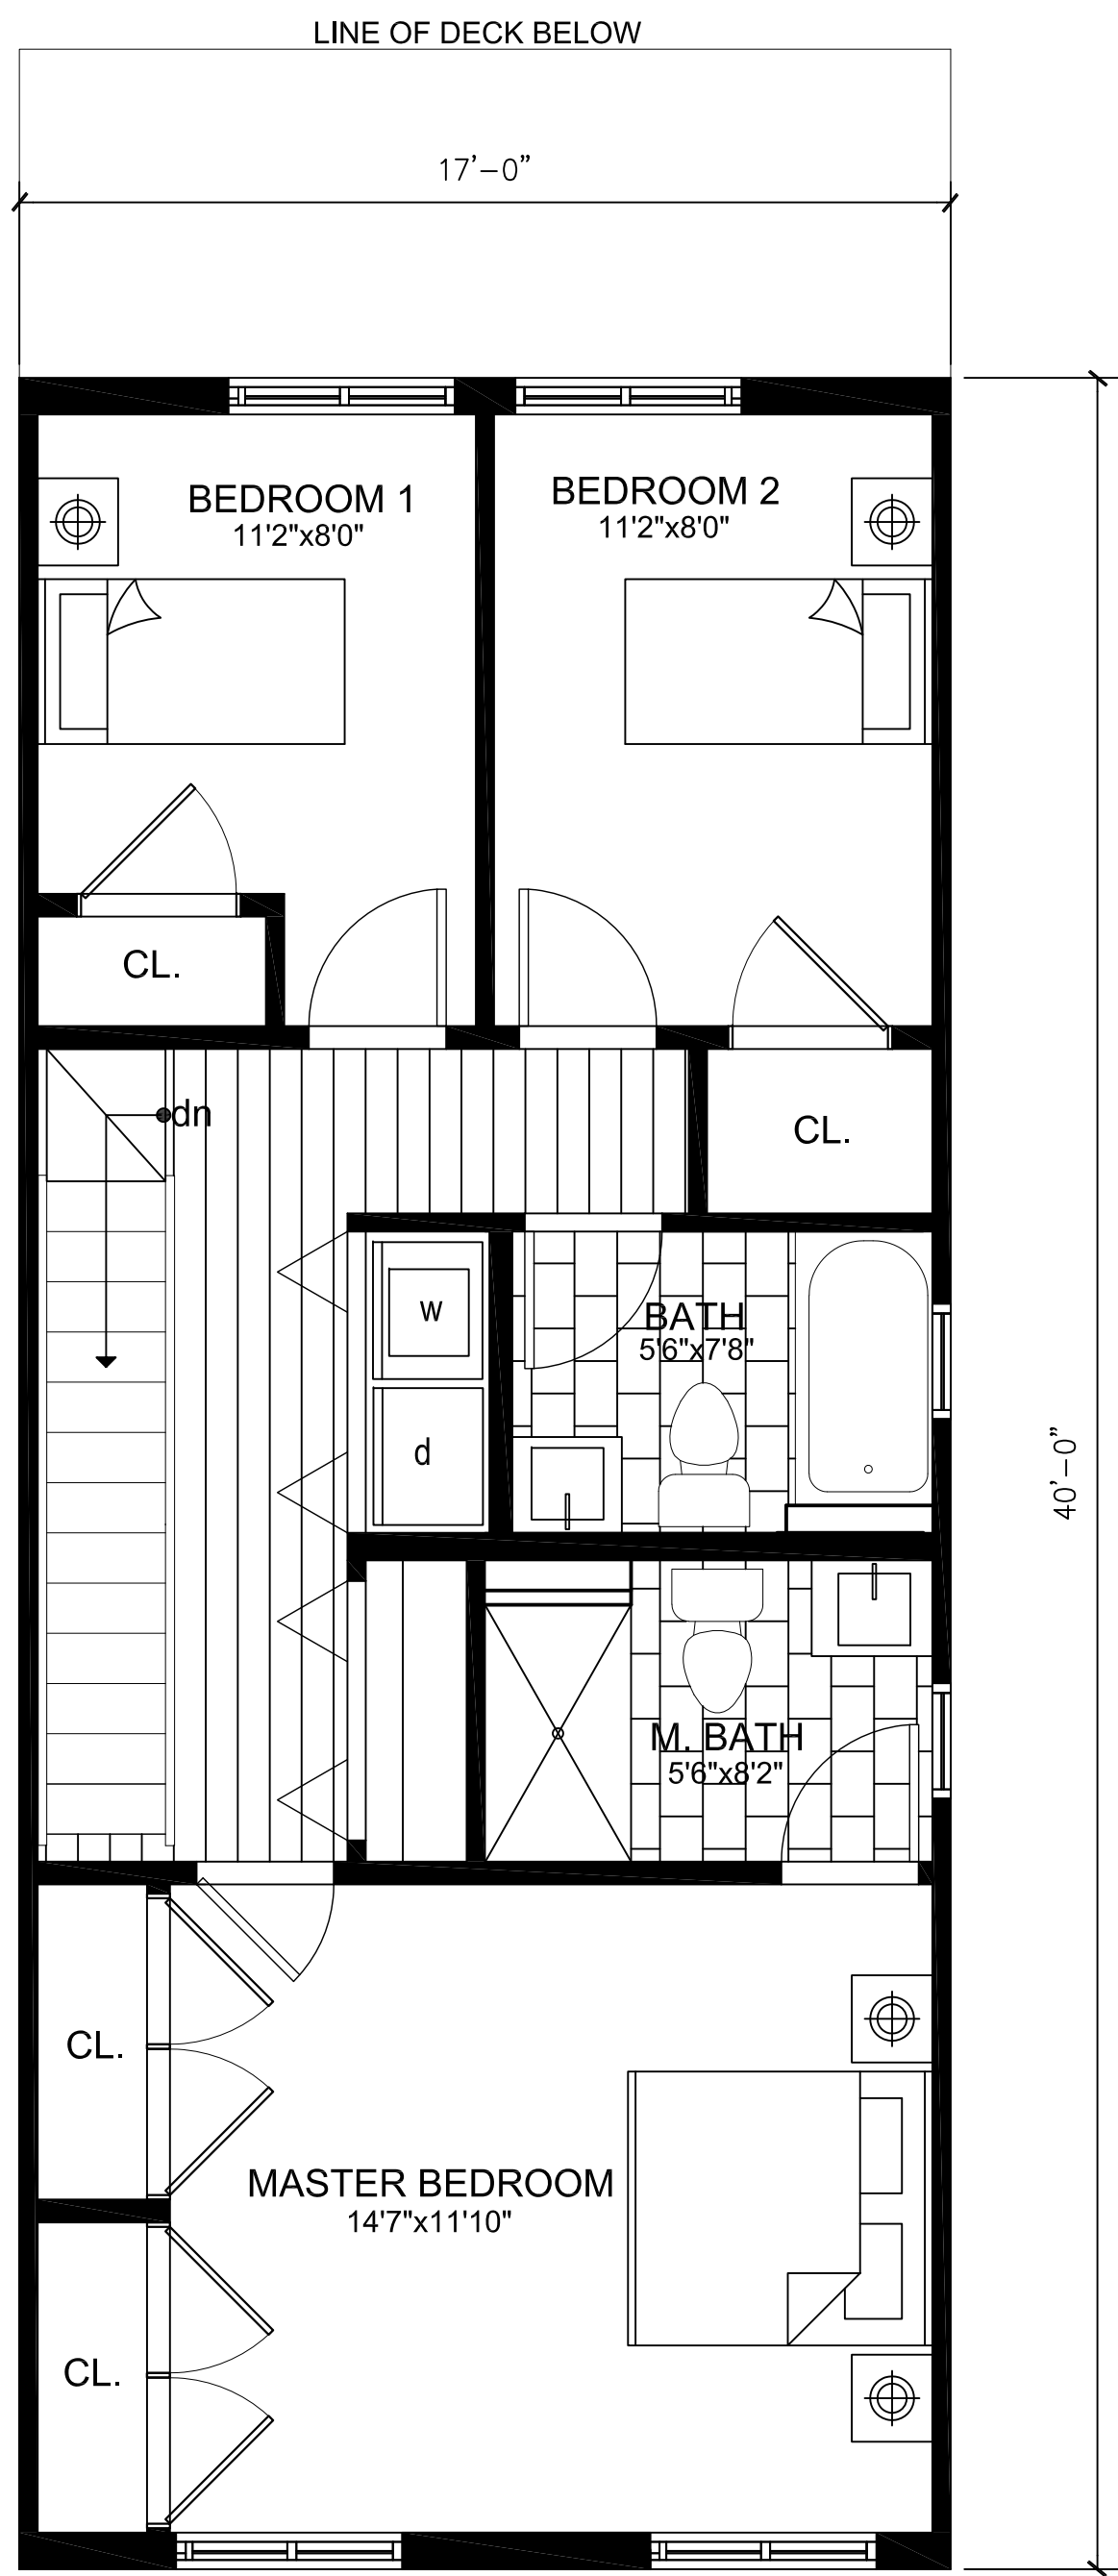 LINE OF DECK BELOW
17'-0"
BEDROOM 1
11'2"x8'0"
BEDROOM 2
11'2"x8'0"
CL.
dn
CL.
w
BATH
5'6"x7'8"
d
40'-0"
M. BATH
5'6"x8'2"
CL.
MASTER BEDROOM
14'7"x11'10"
CL.